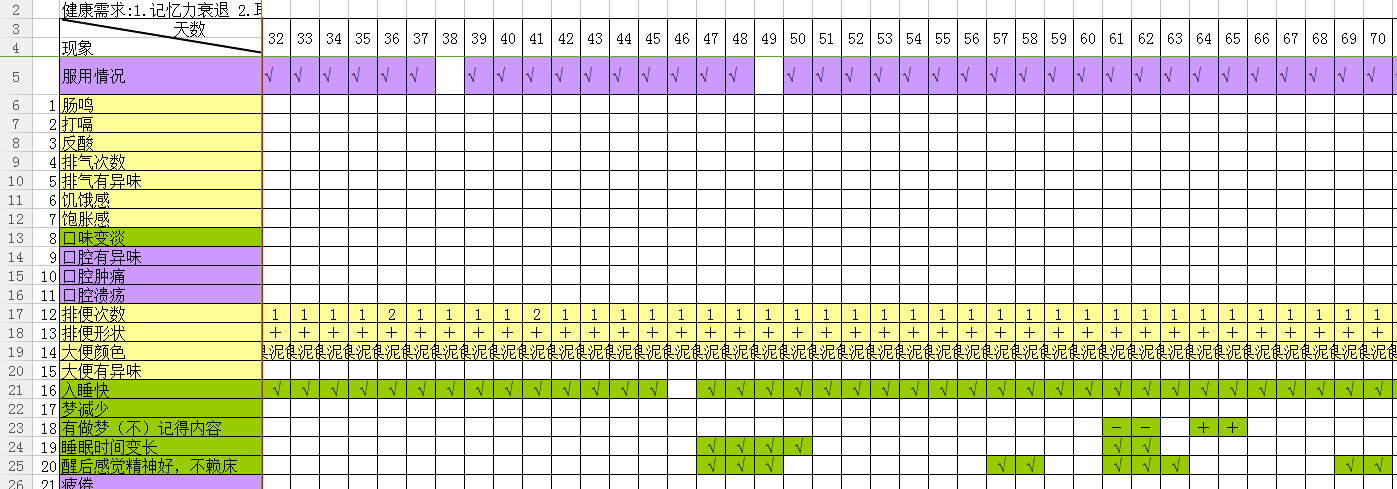 2 健康需求:1.记忆力衰退 2.
3 天数
32 33 34 35 36 37 38 39 40 41 42 43 44 45 46 47 48 49 50 51 52 53 54 55 56 57 58 59 60 61 62 63 64 65 66 67 68 69 70
4 现象
5 服用情况 √ √ √ √ √ √ √ √ √ √ √ √ √ √ √ √ √ √ √ √ √ √ √ √ √ √ √ √ √ √ √ √ √ √ √ √ √
6 1 肠鸣
7 2 打嗝
8 3 反酸
9 4 排气次数
10 5 排气有异味
11 6 饥饿感
12 7 饱胀感
13 8 口味变淡
14 9 口腔有异味
15 10 口腔肿痛
16 11 口腔溃疡
17 12 排便次数 1 1 1 1 2 1 1 1 1 2 1 1 1 1 1 1 1 1 1 1 1 1 1 1 1 1 1 1 1 1 1 1 1 1 1 1 1 1 1
18 13 排便形状 + + + + + + + + + + + + + + + + + + + + + + + + + + + + + + + + + + + + + + +
19 14 大便颜色 泥 泥 泥 泥 泥 泥 泥 泥 泥 泥 泥 泥 泥 泥 泥 泥 泥 泥 泥 泥 泥 泥 泥 泥 泥 泥 泥 泥 泥 泥 泥 泥 泥 泥 泥 泥 泥 泥 泥
20 15 大便有异味
21 16 入睡快 √ √ √ √ √ √ √ √ √ √ √ √ √ √ √ √ √ √ √ √ √ √ √ √ √ √ √ √ √ √ √ √ √ √ √ √ √ √
22 17 梦减少
23 18 有做梦（不）记得内容 － － ＋ ＋
24 19 睡眠时间变长 √ √ √ √ √ √
25 20 醒后感觉精神好，不赖床 √ √ √ √ √ √ √ √ √ √
26 21 疲倦